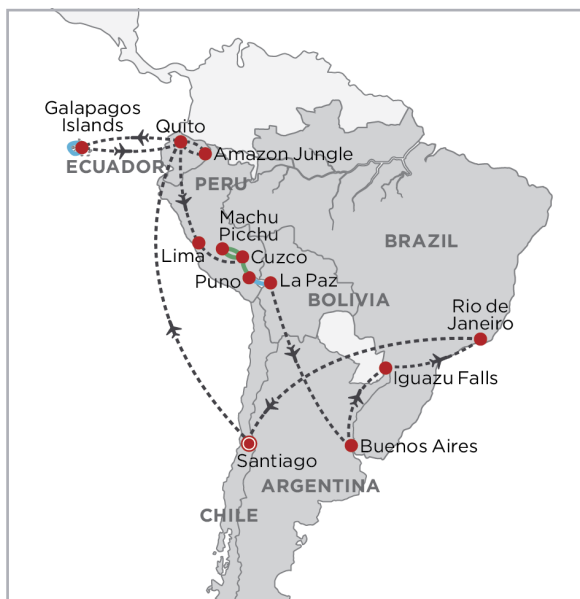 Galapagos
Islands
Quito
Amazon Jungle
ECUADOR
PERU
Machu
Picchu
Lima
Cuzco
BRAZIL
Puno
La Paz
BOLIVIA
Rio de
Janeiro
Iguazu Falls
Buenos Aires
Santiago
ARGENTINA
CHILE